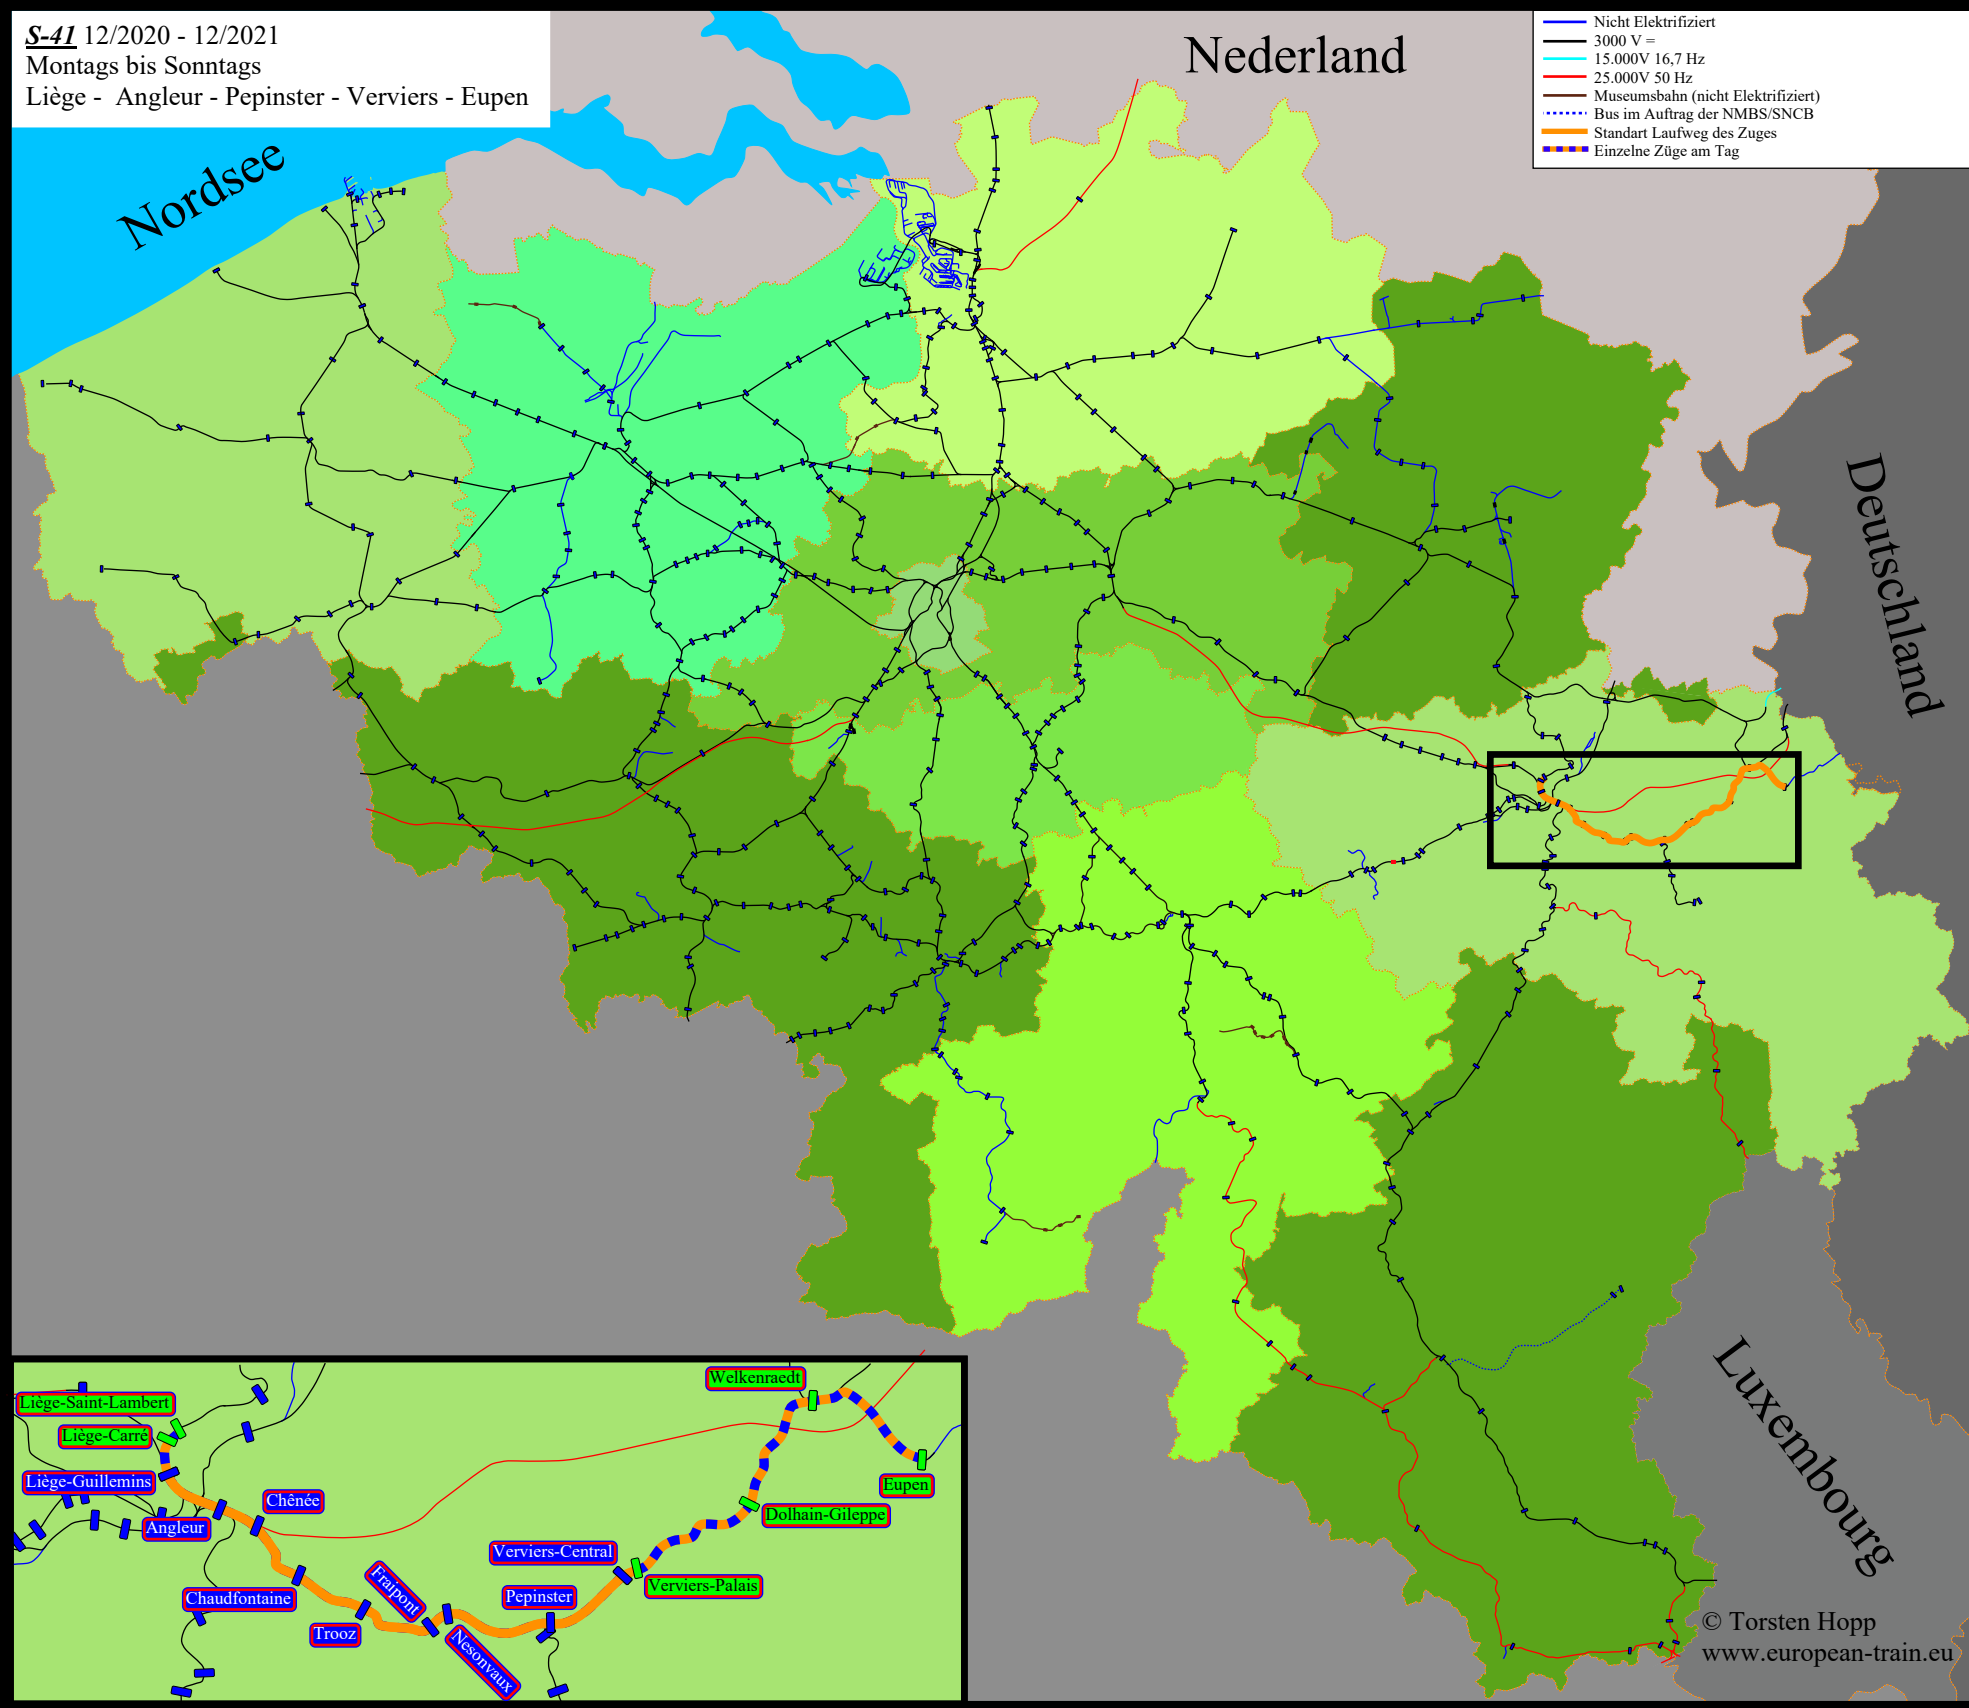 S-41 12/2020 - 12/2021
Montags bis Sonntags
Liège - Angleur - Pepinster - Verviers - Eupen
Nederland
Nicht Elektrifiziert
3000 V =
15.000V 16,7 Hz
25.000V 50 Hz
Museumsbahn (nicht Elektrifiziert)
Bus im Auftrag der NMBS/SNCB
Standart Laufweg des Zuges
Einzelne Züge am Tag
Nordsee
Deutschland
Luxembourg
Welkenraedt
Liège-Saint-Lambert
Liège-Carré
Liège-Guillemins
Eupen
Chênée
Dolhain-Gileppe
Angleur
Verviers-Central
Verviers-Palais
Fraipont
Pepinster
Chaudfontaine
Trooz
Nesonvaux
© Torsten Hopp
www.european-train.eu